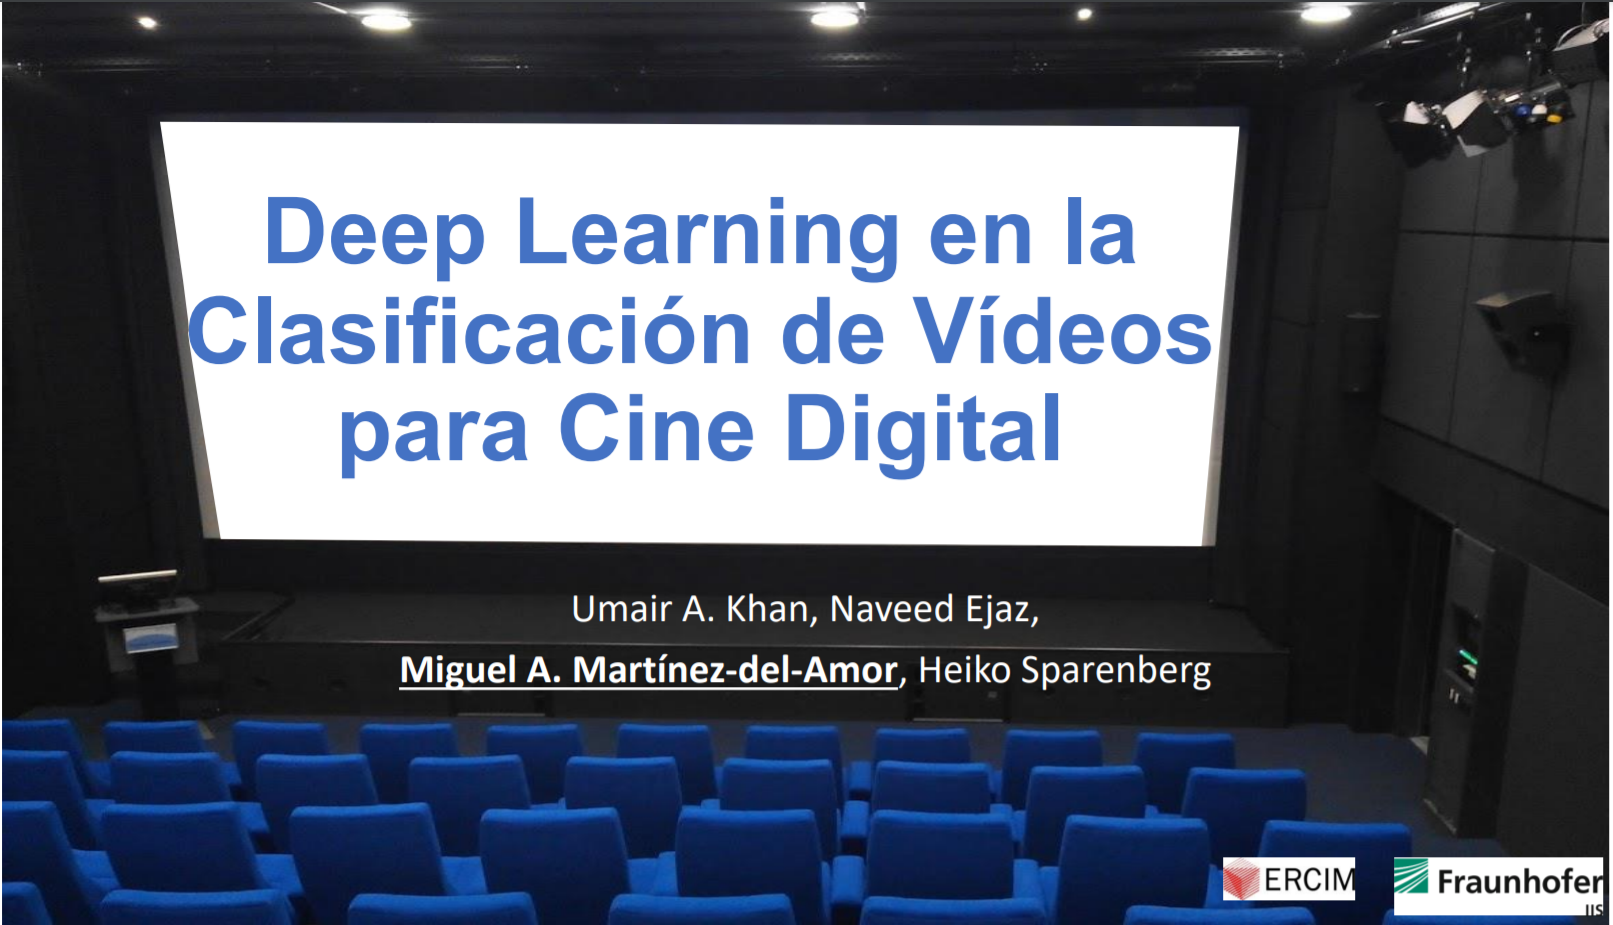 Deep Learning en la
Clasificación de Vídeos
para Cine Digital
Umair A. Khan, Naveed Ejaz,
Miguel A. Martínez-del-Amor, Heiko Sparenberg
ERCIM
Fraunhofer
IIS